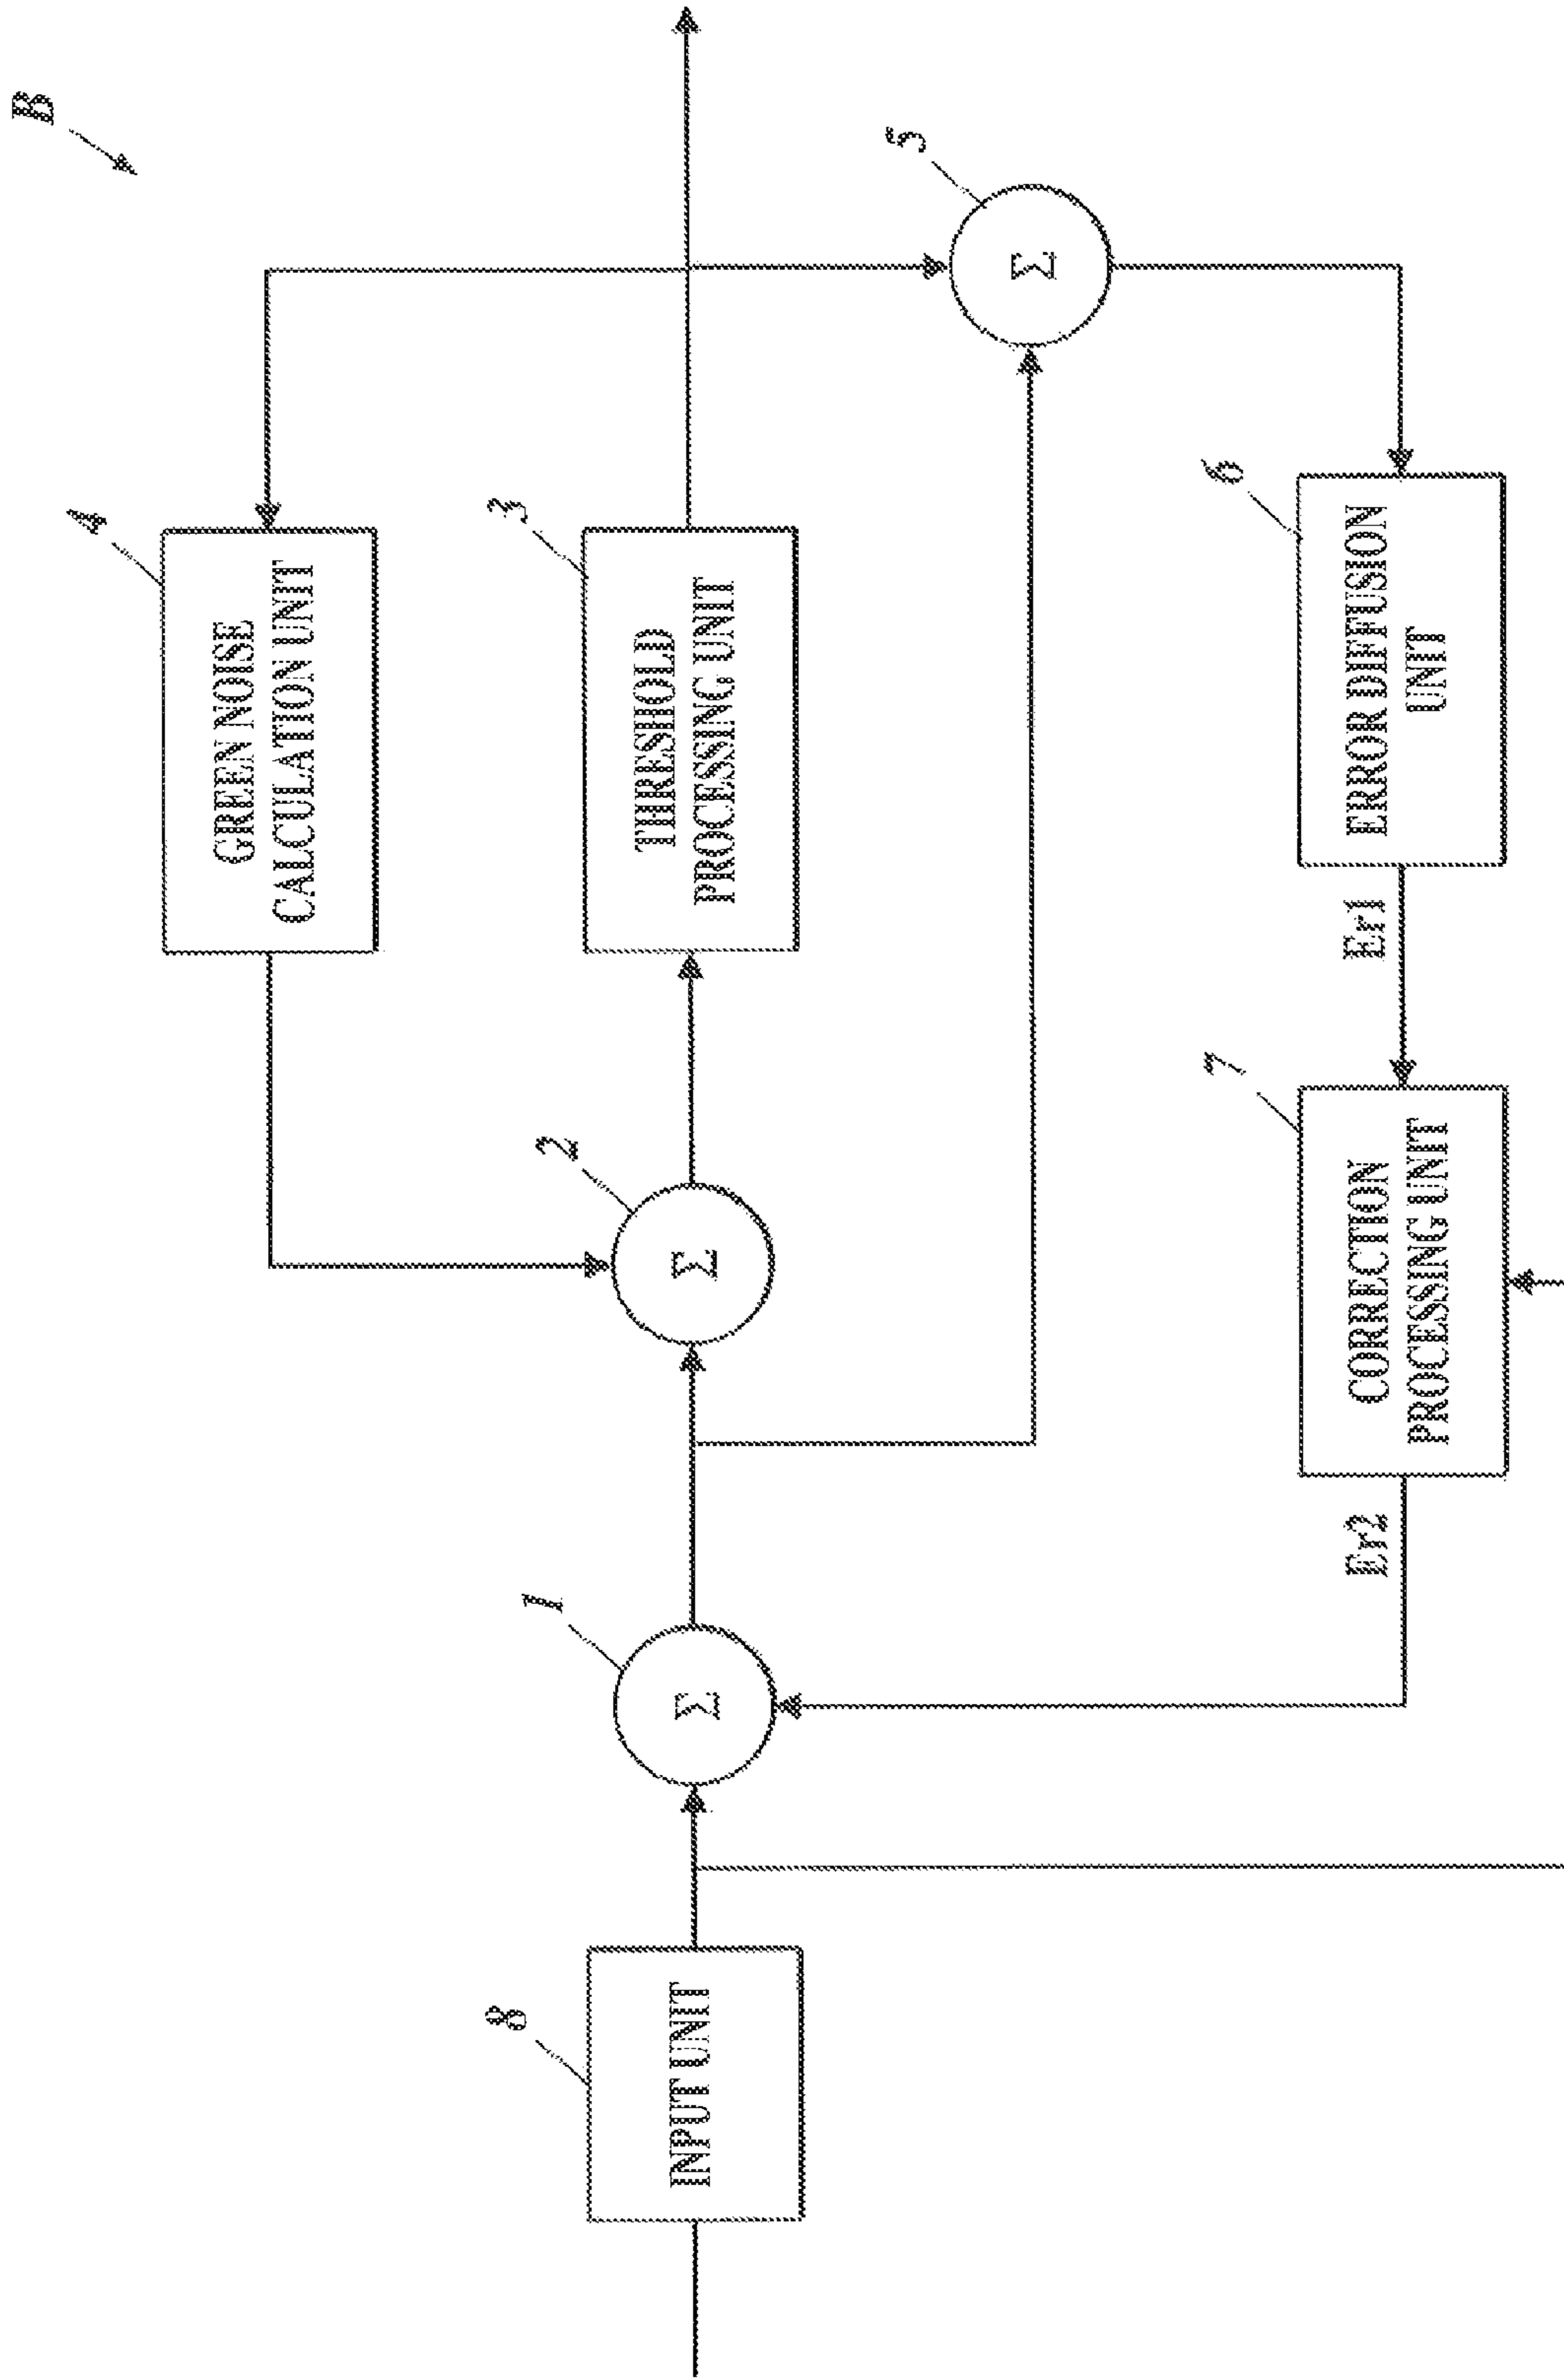 B
4
GREEN NOISE
CALCULATION UNIT
3
THRESHOLD
PROCESSING UNIT
8
INPUT UNIT
1
Σ
2
Σ
5
Σ
Er2
7
CORRECTION
PROCESSING UNIT
Er1
6
ERROR DIFFUSION
UNIT